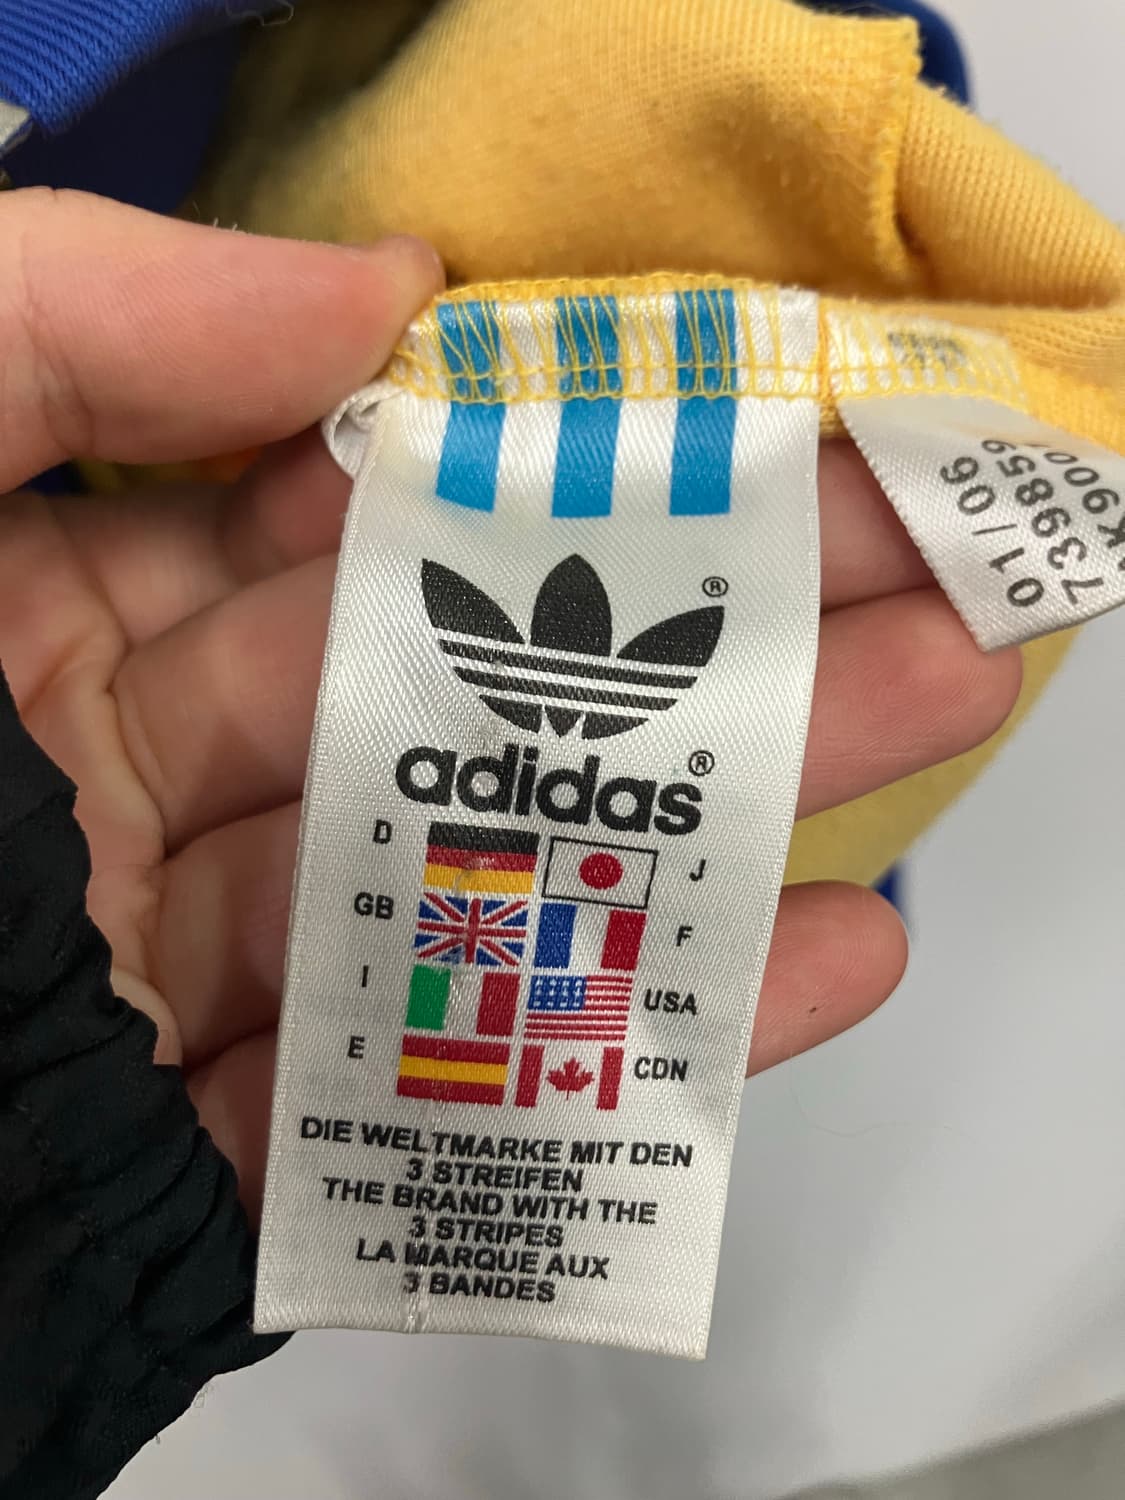 ®
adidas®
D
J
GB
F
I
USA
E
CDN
DIE WELTMARKE MIT DEN
3 STREIFEN
THE BRAND WITH THE
3 STRIPES
LA MARQUE AUX
3 BANDES
01/06
739859